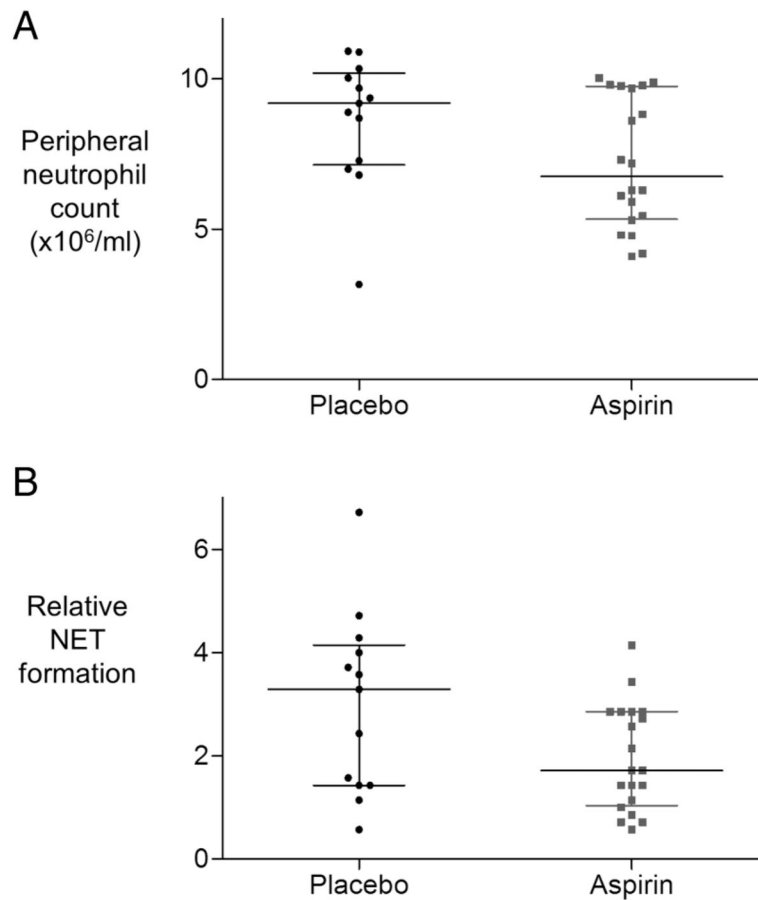 A
Peripheral
neutrophil
count
(x10⁶/ml)
10
5
0
Placebo
Aspirin
B
Relative
NET
formation
6
4
2
0
Placebo
Aspirin